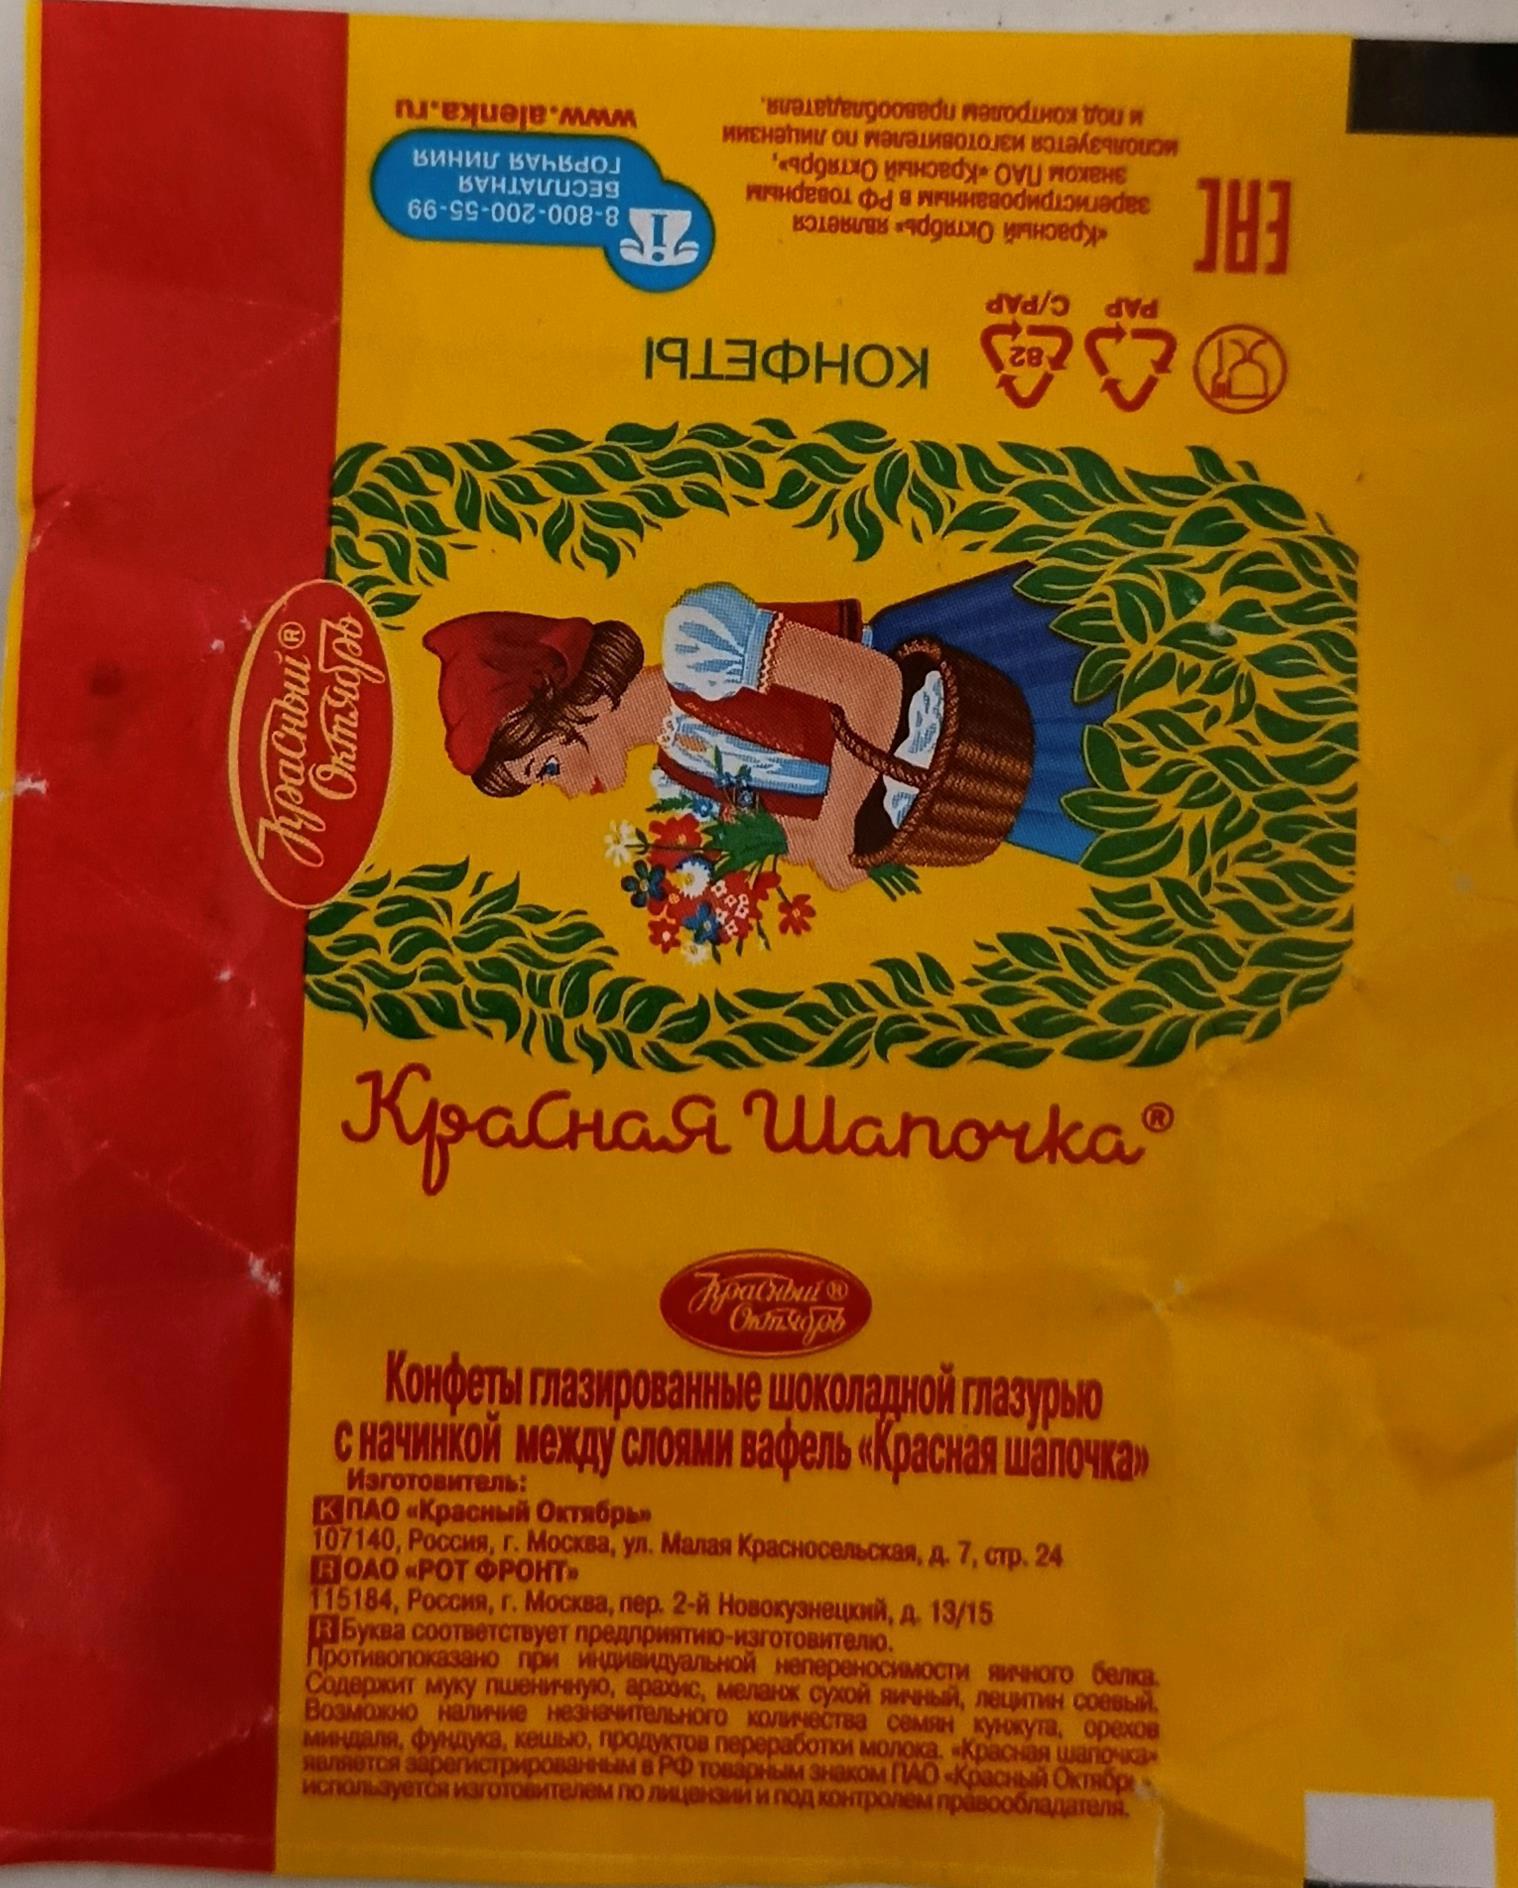 www.alenka.ru
8-800-200-55-99
БЕСПЛАТНАЯ
ГОРЯЧАЯ ЛИНИЯ
«Красный Октябрь» является
зарегистрированным в РФ товарным
знаком ПАО «Красный Октябрь»,
используется изготовителем по лицензии
и под контролем правообладателя.
EAC
PAP
82
C/PAP
КОНФЕТЫ
Красный ®
Октябрь
Красная Шапочка®
Красный ®
Октябрь
Конфеты глазированные шоколадной глазурью
с начинкой между слоями вафель «Красная шапочка»
Изготовитель:
К ПАО «Красный Октябрь»
107140, Россия, г. Москва, ул. Малая Красносельская, д. 7, стр. 24
R ОАО «РОТ ФРОНТ»
115184, Россия, г. Москва, пер. 2-й Новокузнецкий, д. 13/15
R Буква соответствует предприятию-изготовителю.
Противопоказано при индивидуальной непереносимости яичного белка.
Содержит муку пшеничную, арахис, меланж сухой яичный, лецитин соевый.
Возможно наличие незначительного количества семян кунжута, орехов
миндаля, фундука, кешью, продуктов переработки молока. «Красная шапочка»
является зарегистрированным в РФ товарным знаком ПАО «Красный Октябрь»,
используется изготовителем по лицензии и под контролем правообладателя.